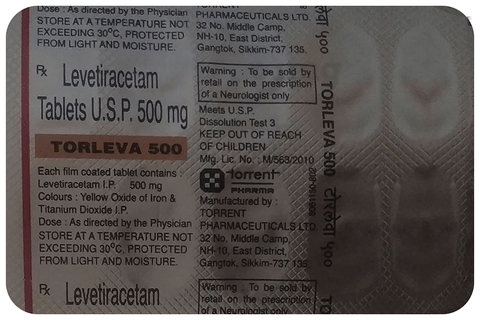 Dose : As directed by the Physician
STORE AT A TEMPERATURE NOT
EXCEEDING 30°C, PROTECTED
FROM LIGHT AND MOISTURE.
Rx Levetiracetam
Tablets U.S.P. 500 mg
TORLEVA 500
Each film coated tablet contains :
Levetiracetam I.P. 500 mg
Colours : Yellow Oxide of Iron &
Titanium Dioxide I.P
Dose : As directed by the Physician
STORE AT A TEMPERATURE NOT
EXCEEDING 30°C, PROTECTED
FROM LIGHT AND MOISTURE.
Rx Levetiracetam
TORRENT
PHARMACEUTICALS LTD.
32 No. Middle Camp,
NH-10, East District,
Gangtok, Sikkim-737 135
Warning : To be sold by
retail on the prescription
of a Neurologist only
Meets U.S.P.
Dissolution Test 3
KEEP OUT OF REACH
OF CHILDREN
Mfg. Lic. No. : M/563/2010
torrent
PHARMA
Manufactured by :
TORRENT
PHARMACEUTICALS LTD
32 No. Middle Camp,
NH-10, East District,
Gangtok, Sikkim-737 135
Warning : To be sold by
retail on the prescription
of a Neurologist only
५००
TORLEVA 500
टोरलेवा ५००